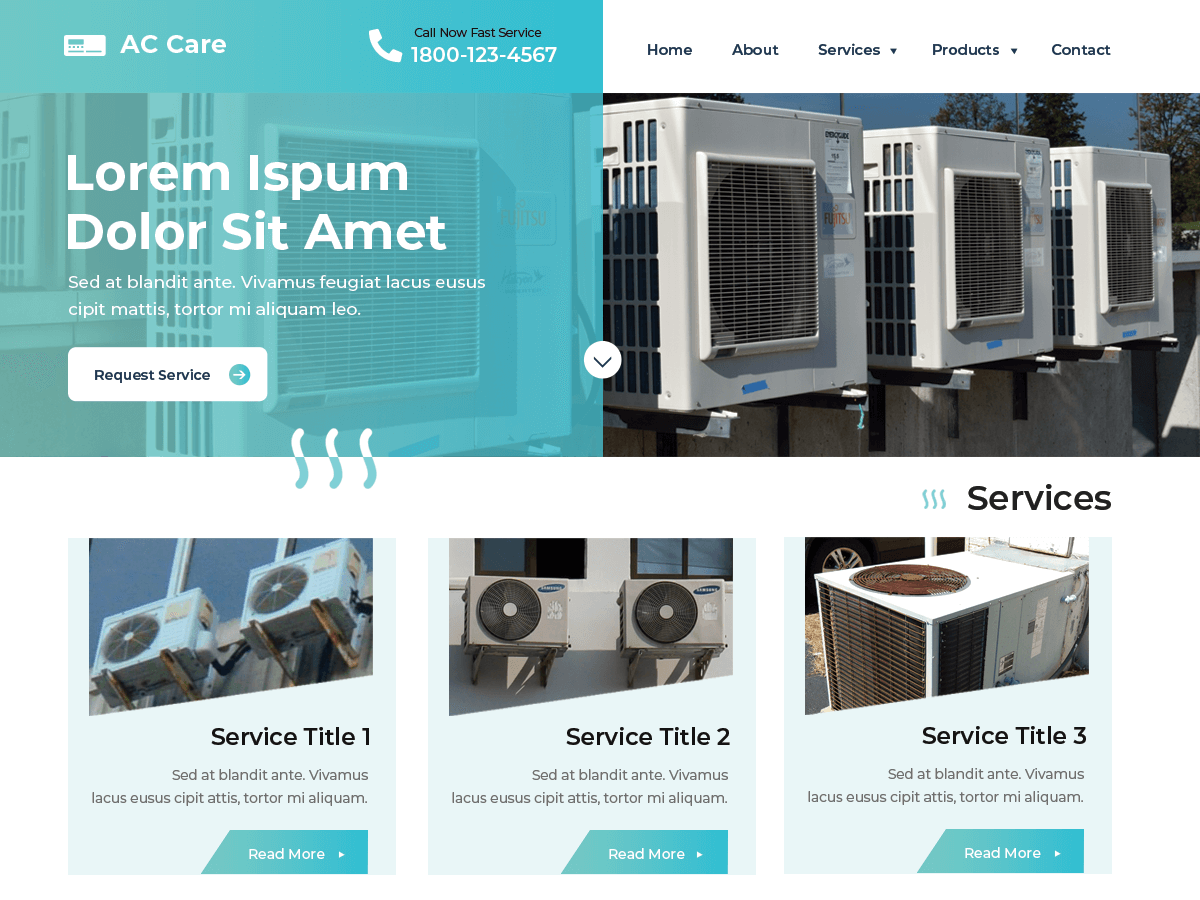 AC Care
Call Now Fast Service
1800-123-4567
Home
About
Services
Products
Contact
Lorem Ispum
Dolor Sit Amet
Sed at blandit ante. Vivamus feugiat lacus eusus
cipit mattis, tortor mi aliquam leo.
Request Service
FUJITSU
FUJITSU
Services
SAMSUNG
SAMSUNG
Service Title 1
Sed at blandit ante. Vivamus
lacus eusus cipit attis, tortor mi aliquam.
Read More
Service Title 2
Sed at blandit ante. Vivamus
lacus eusus cipit attis, tortor mi aliquam.
Read More
Service Title 3
Sed at blandit ante. Vivamus
lacus eusus cipit attis, tortor mi aliquam.
Read More